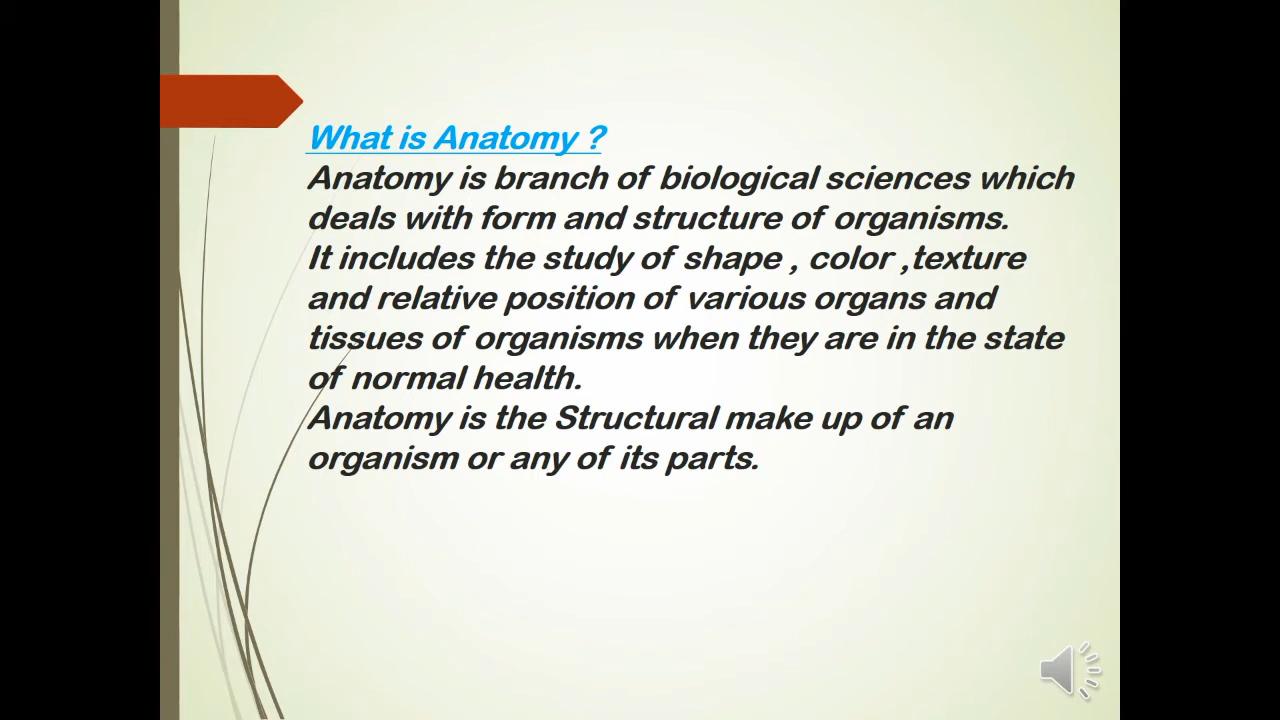 What is Anatomy ?
Anatomy is branch of biological sciences which
deals with form and structure of organisms.
It includes the study of shape , color ,texture
and relative position of various organs and
tissues of organisms when they are in the state
of normal health.
Anatomy is the Structural make up of an
organism or any of its parts.